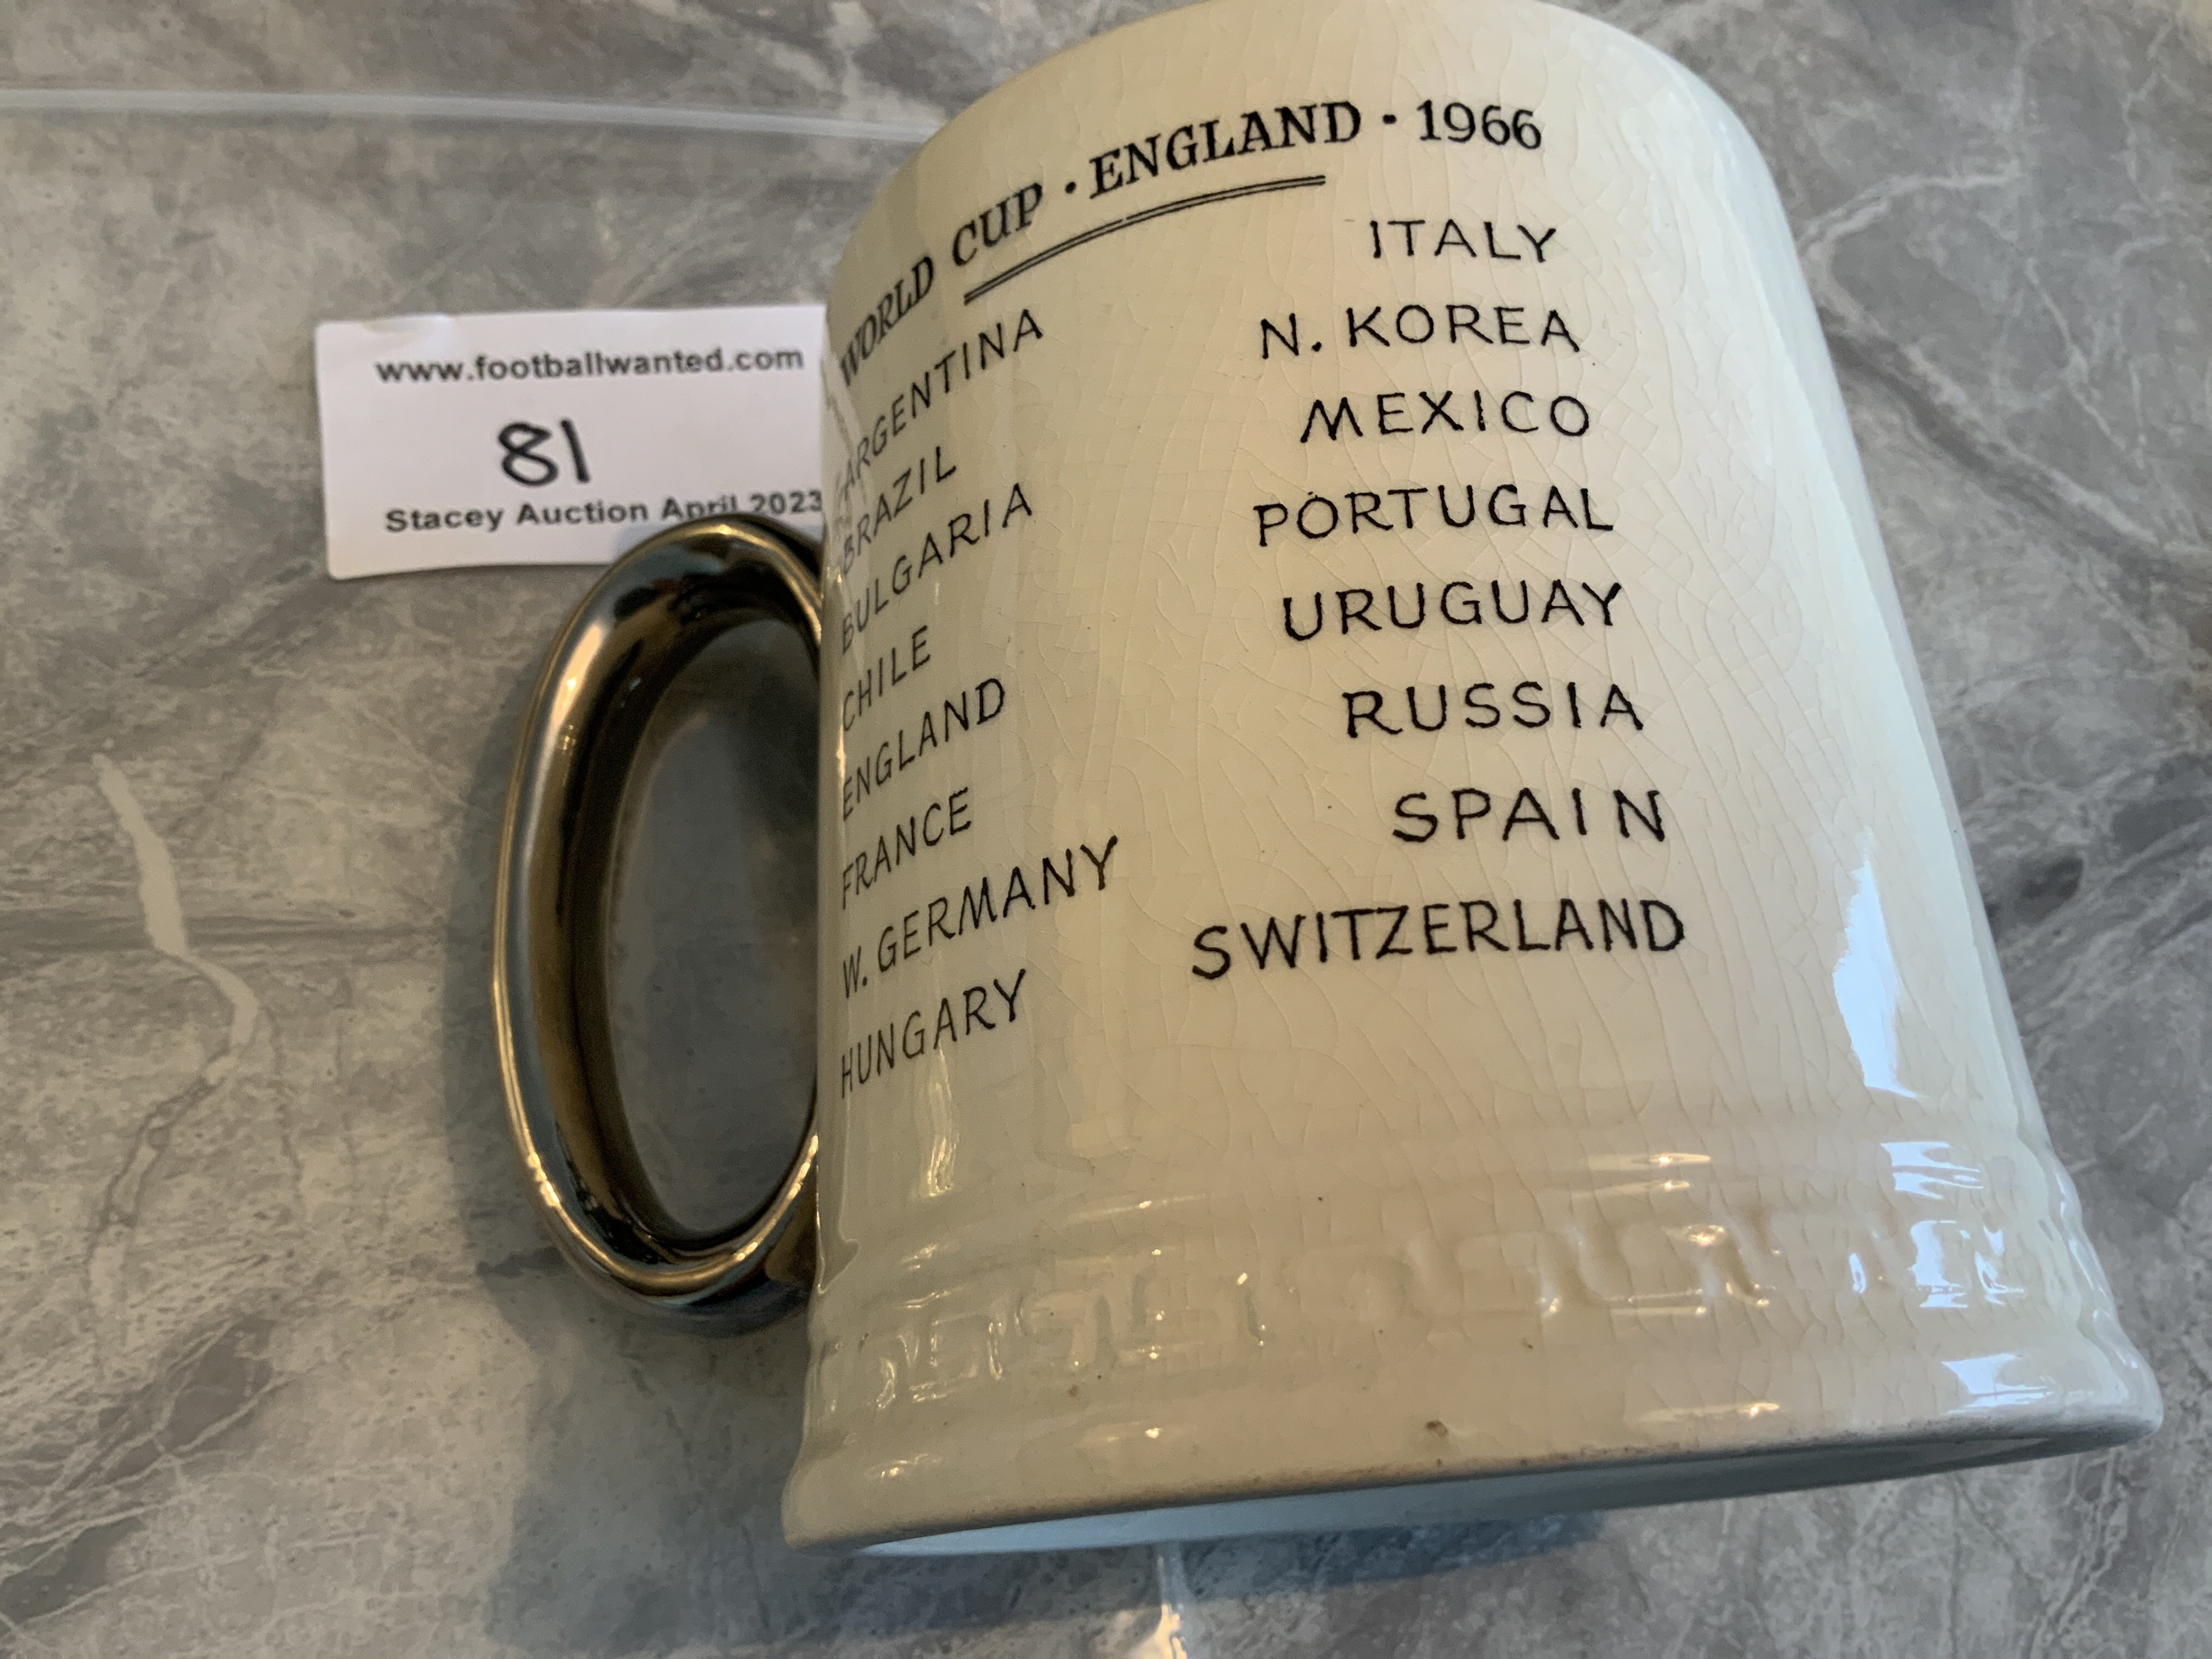 WORLD CUP · ENGLAND · 1966
ARGENTINA
BRAZIL
BULGARIA
CHILE
ENGLAND
FRANCE
W. GERMANY
HUNGARY
ITALY
N. KOREA
MEXICO
PORTUGAL
URUGUAY
RUSSIA
SPAIN
SWITZERLAND
www.footballwanted.com
81
Stacey Auction April 2023